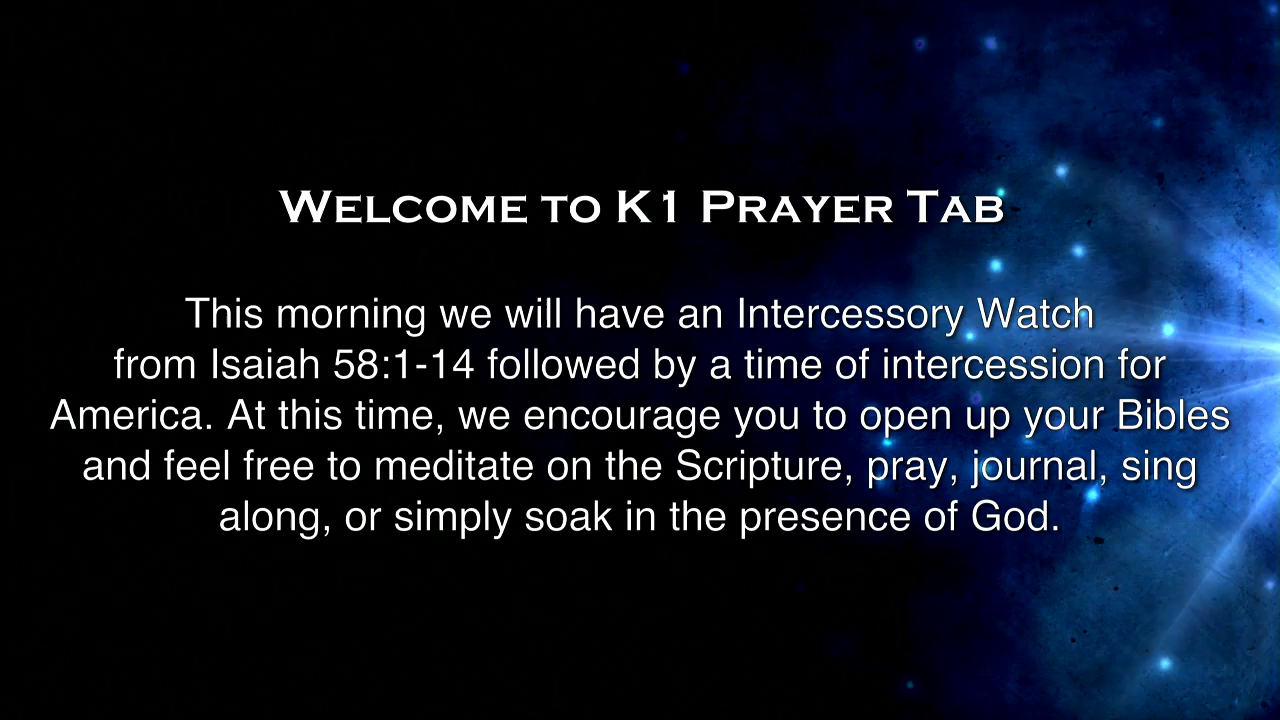 Welcome to K1 Prayer Tab
This morning we will have an Intercessory Watch
from Isaiah 58:1-14 followed by a time of intercession for
America. At this time, we encourage you to open up your Bibles
and feel free to meditate on the Scripture, pray, journal, sing
along, or simply soak in the presence of God.